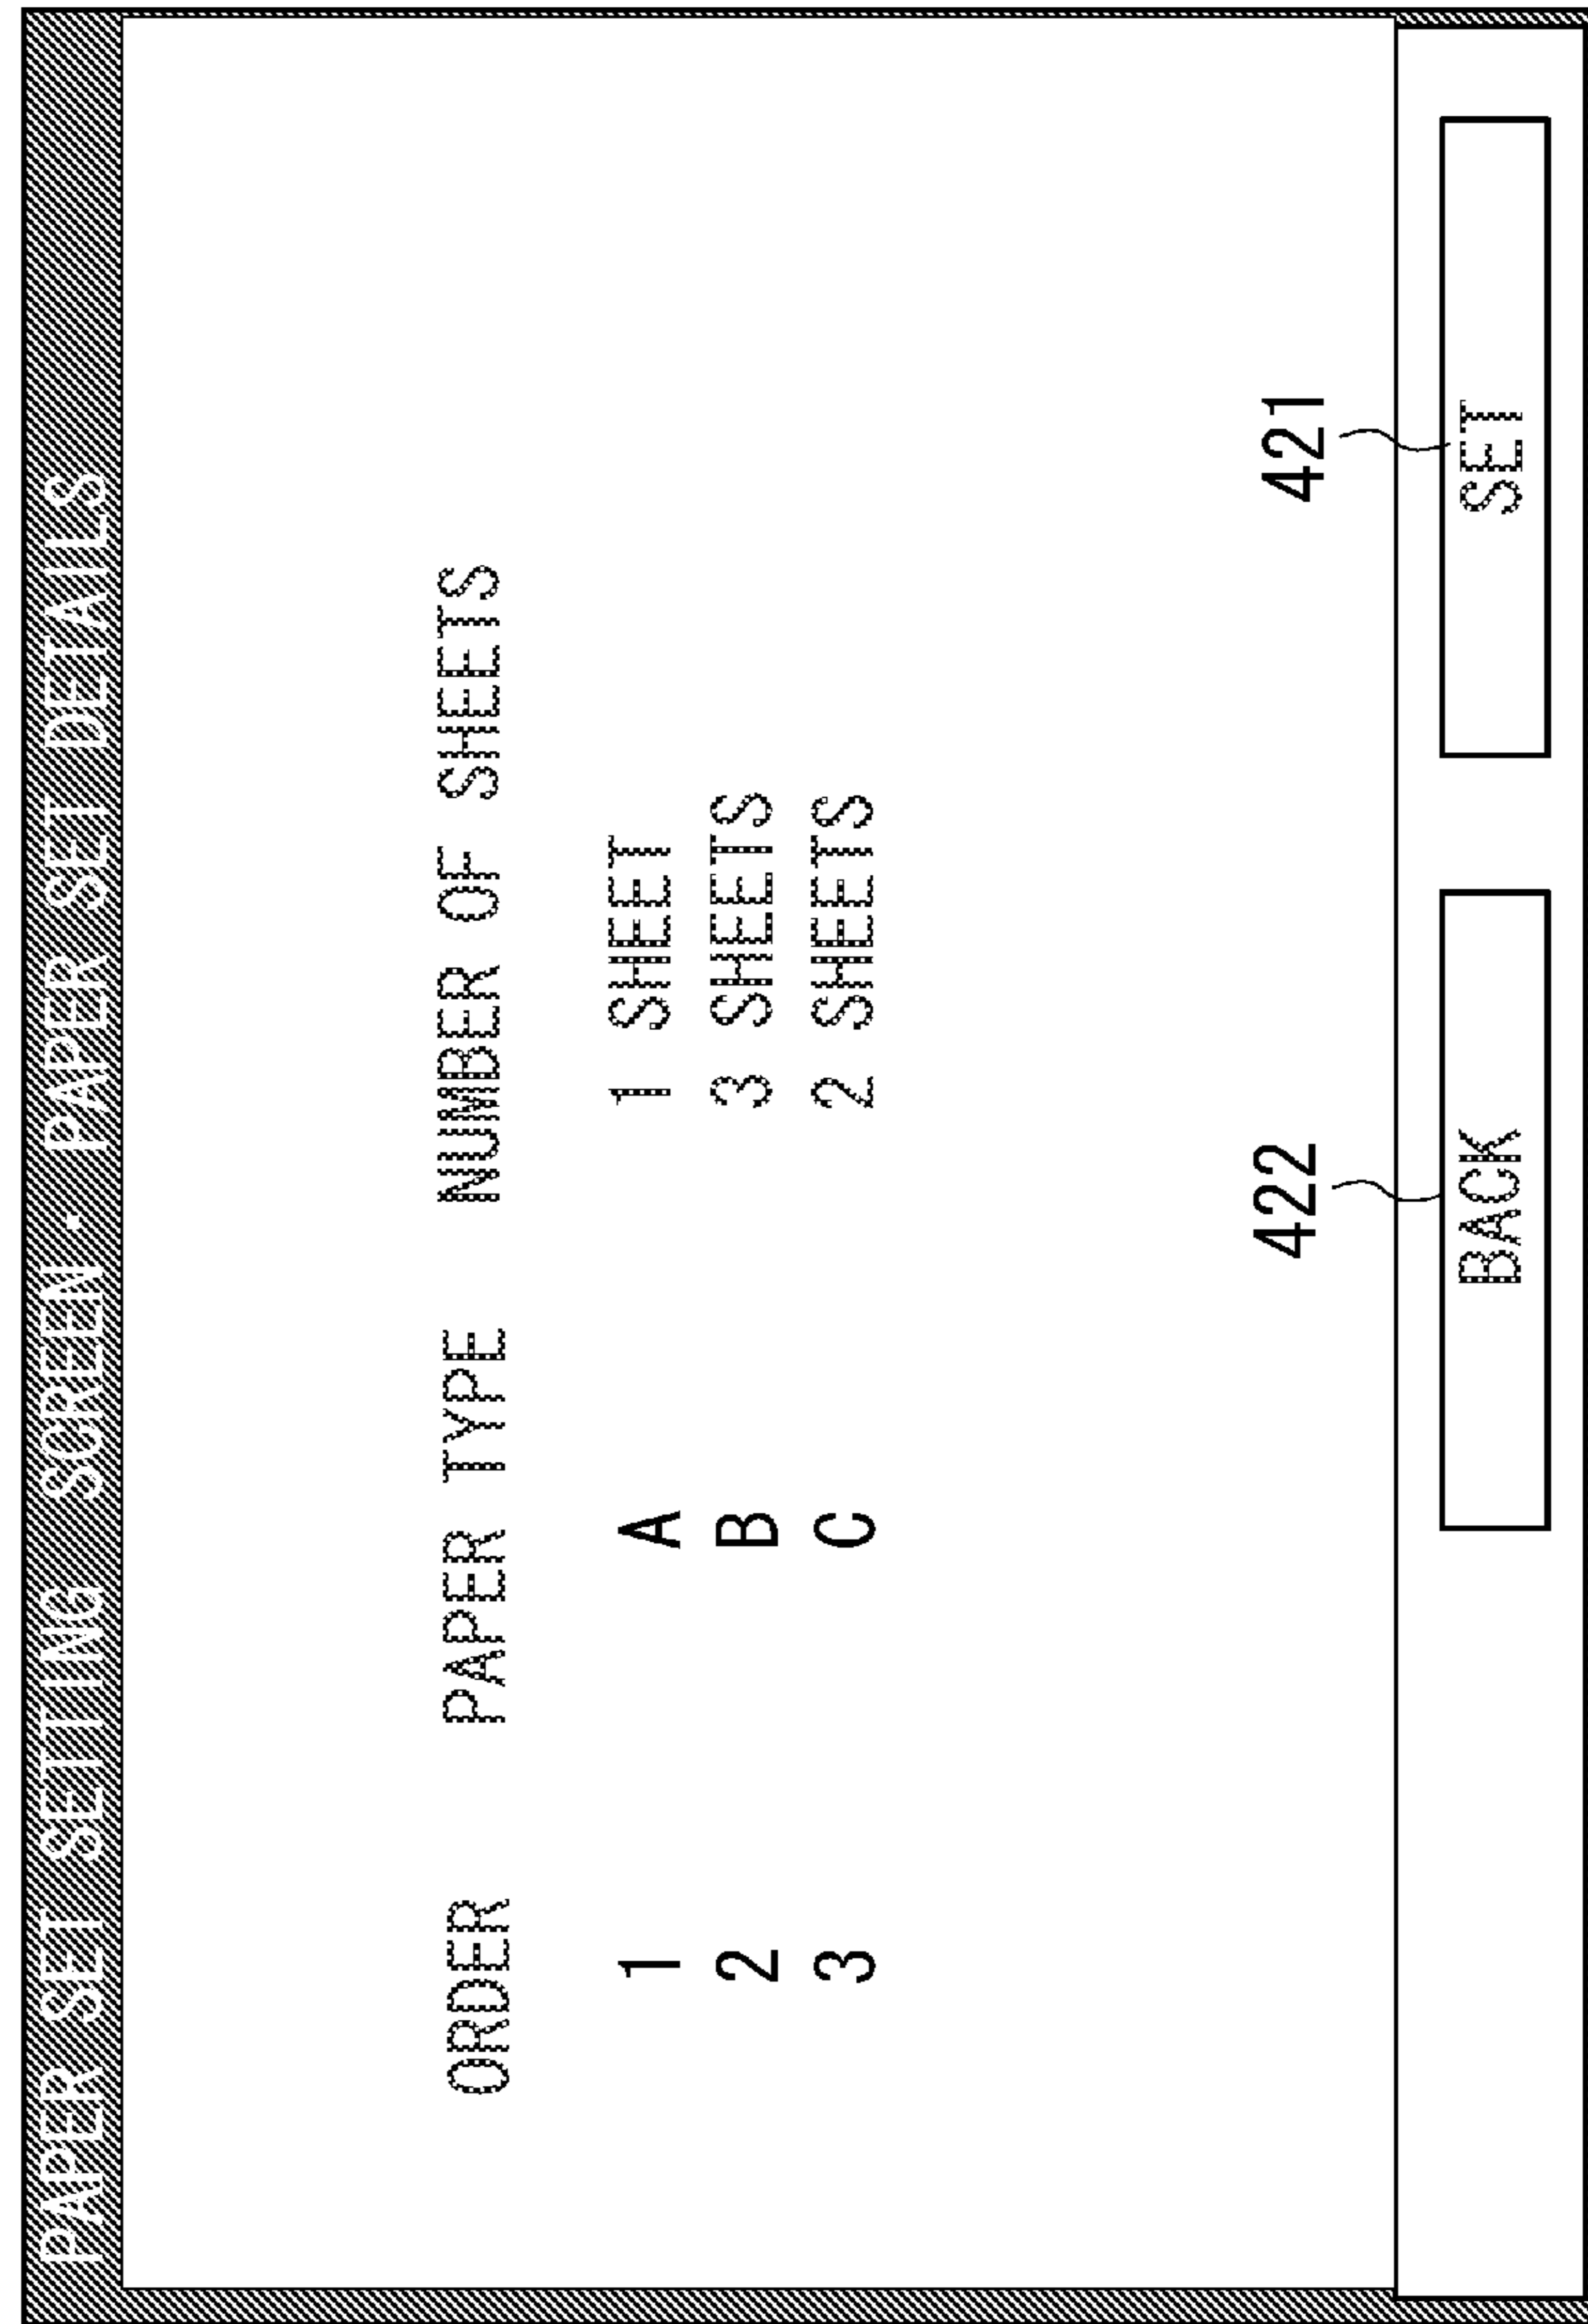 PAPER SET SETTING SCREEN · PAPER SET DETAILS
ORDER PAPER TYPE NUMBER OF SHEETS
1 A 1 SHEET
2 B 3 SHEETS
3 C 2 SHEETS
422 421
BACK SET